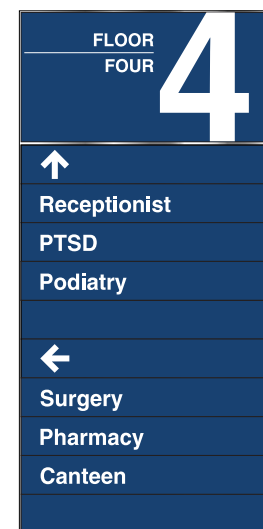 FLOOR
FOUR
4
↑
Receptionist
PTSD
Podiatry
←
Surgery
Pharmacy
Canteen